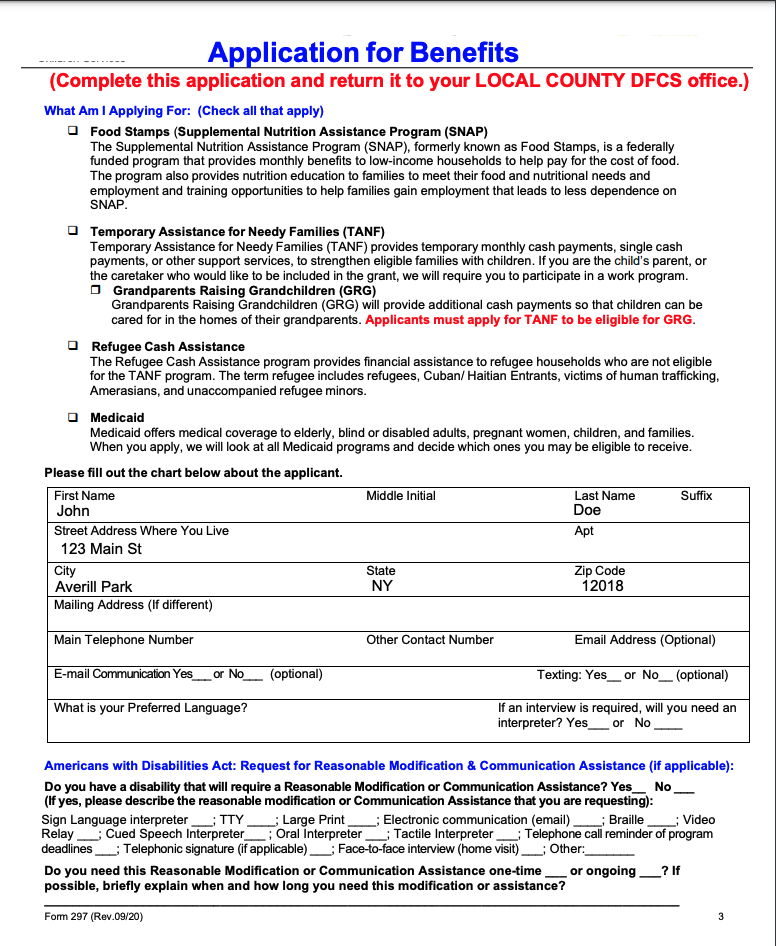 Application for Benefits
(Complete this application and return it to your LOCAL COUNTY DFCS office.)
What Am I Applying For: (Check all that apply)
❑ Food Stamps (Supplemental Nutrition Assistance Program (SNAP)
The Supplemental Nutrition Assistance Program (SNAP), formerly known as Food Stamps, is a federally
funded program that provides monthly benefits to low-income households to help pay for the cost of food.
The program also provides nutrition education to families to meet their food and nutritional needs and
employment and training opportunities to help families gain employment that leads to less dependence on
SNAP.
❑ Temporary Assistance for Needy Families (TANF)
Temporary Assistance for Needy Families (TANF) provides temporary monthly cash payments, single cash
payments, or other support services, to strengthen eligible families with children. If you are the child's parent, or
the caretaker who would like to be included in the grant, we will require you to participate in a work program.
❑ Grandparents Raising Grandchildren (GRG)
Grandparents Raising Grandchildren (GRG) will provide additional cash payments so that children can be
cared for in the homes of their grandparents. Applicants must apply for TANF to be eligible for GRG.
❑ Refugee Cash Assistance
The Refugee Cash Assistance program provides financial assistance to refugee households who are not eligible
for the TANF program. The term refugee includes refugees, Cuban/ Haitian Entrants, victims of human trafficking,
Amerasians, and unaccompanied refugee minors.
❑ Medicaid
Medicaid offers medical coverage to elderly, blind or disabled adults, pregnant women, children, and families.
When you apply, we will look at all Medicaid programs and decide which ones you may be eligible to receive.
Please fill out the chart below about the applicant.
First Name Middle Initial Last Name Suffix
John Doe
Street Address Where You Live Apt
123 Main St
City State Zip Code
Averill Park NY 12018
Mailing Address (If different)
Main Telephone Number Other Contact Number Email Address (Optional)
E-mail Communication Yes___ or No___ (optional) Texting: Yes__ or No__ (optional)
What is your Preferred Language? If an interview is required, will you need an
interpreter? Yes___ or No ____
Americans with Disabilities Act: Request for Reasonable Modification & Communication Assistance (if applicable):
Do you have a disability that will require a Reasonable Modification or Communication Assistance? Yes__ No ___
(If yes, please describe the reasonable modification or Communication Assistance that you are requesting):
Sign Language interpreter ___; TTY ____; Large Print ____; Electronic communication (email) ____; Braille ____; Video
Relay ___; Cued Speech Interpreter___ ; Oral Interpreter ___; Tactile Interpreter ___; Telephone call reminder of program
deadlines ___; Telephonic signature (if applicable) ___; Face-to-face interview (home visit) ___; Other:_______
Do you need this Reasonable Modification or Communication Assistance one-time ___ or ongoing ___? If
possible, briefly explain when and how long you need this modification or assistance?
Form 297 (Rev.09/20) 3